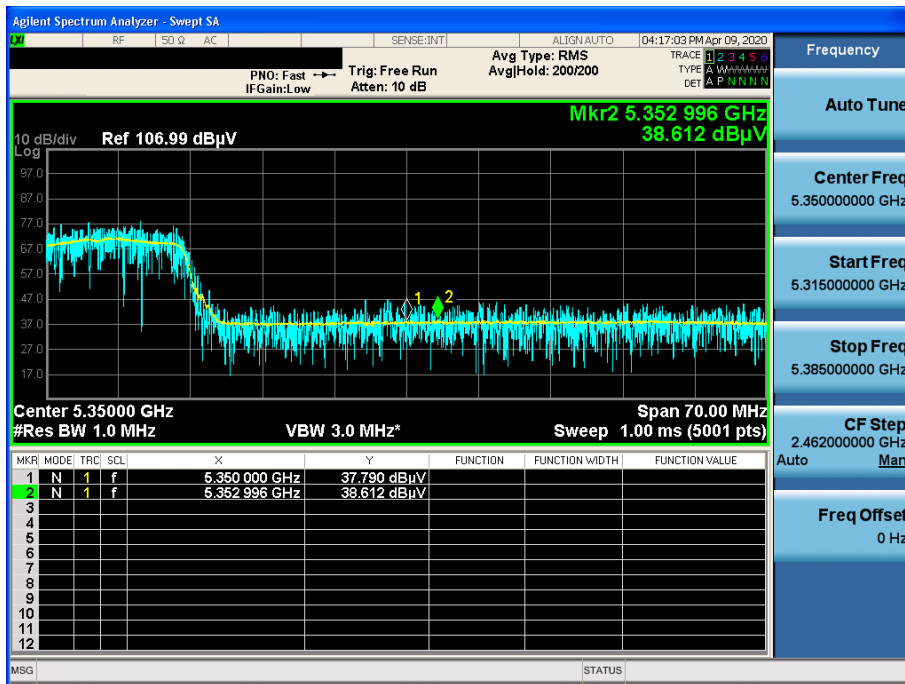 Agilent Spectrum Analyzer - Swept SA
LXI RF 50 Ω AC SENSE:INT ALIGN AUTO 04:17:03 PM Apr 09, 2020
PNO: Fast Trig: Free Run Avg Type: RMS TRACE 1 2 3 4 5 6
IFGain:Low Atten: 10 dB Avg|Hold: 200/200 TYPE A WWWWW
DET A P N N N N
Mkr2 5.352 996 GHz
38.612 dBµV
10 dB/div Ref 106.99 dBµV
Log
97.0
87.0
77.0
67.0
57.0
47.0
37.0
27.0
17.0
1 2
Center 5.35000 GHz Span 70.00 MHz
#Res BW 1.0 MHz VBW 3.0 MHz* Sweep 1.00 ms (5001 pts)
MKR MODE TRC SCL X Y FUNCTION FUNCTION WIDTH FUNCTION VALUE
1 N 1 f 5.350 000 GHz 37.790 dBµV
2 N 1 f 5.352 996 GHz 38.612 dBµV
3
4
5
6
7
8
9
10
11
12
MSG STATUS
Frequency
Auto Tune
Center Freq
5.350000000 GHz
Start Freq
5.315000000 GHz
Stop Freq
5.385000000 GHz
CF Step
2.462000000 GHz
Auto Man
Freq Offset
0 Hz